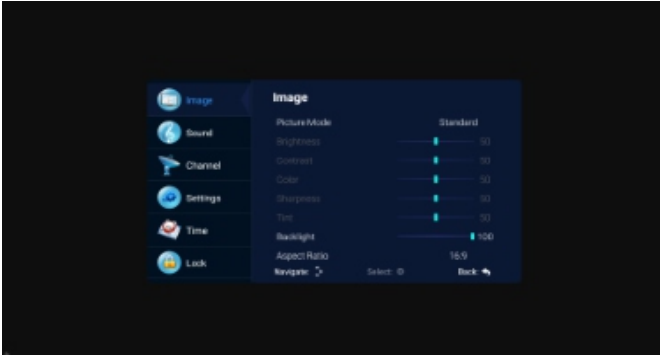 Image
Sound
Channel
Settings
Time
Lock
Image
Picture Mode Standard
Brightness 50
Contrast 50
Color 50
Sharpness 50
Tint 50
Backlight 100
Aspect Ratio 16:9
Navigate: Select: Back: